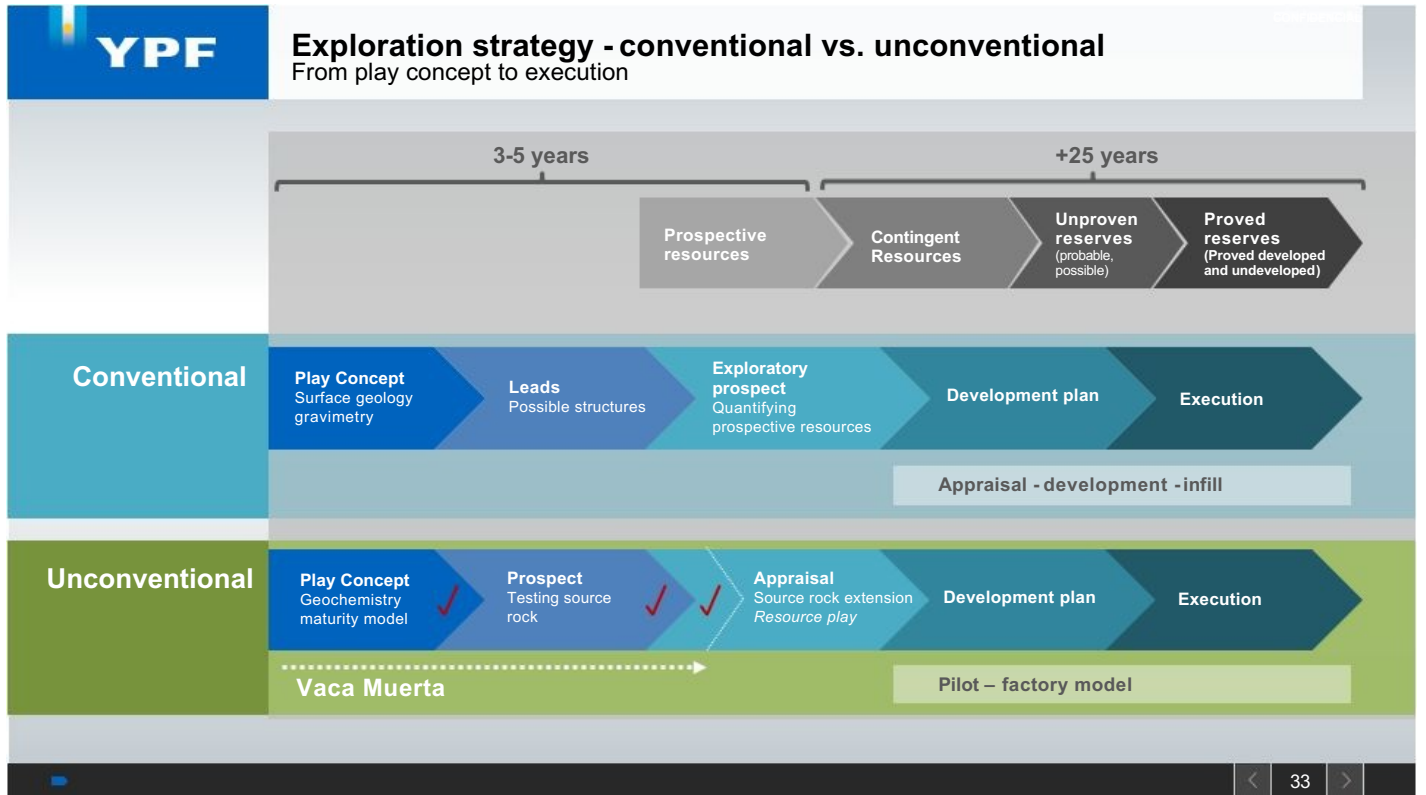 YPF
Exploration strategy - conventional vs. unconventional
From play concept to execution
3-5 years
+25 years
Prospective
resources
Contingent
Resources
Unproven
reserves
(probable,
possible)
Proved
reserves
(Proved developed
and undeveloped)
Conventional
Play Concept
Surface geology
gravimetry
Leads
Possible structures
Exploratory
prospect
Quantifying
prospective resources
Development plan
Execution
Appraisal - development - infill
Unconventional
Play Concept
Geochemistry
maturity model
Prospect
Testing source
rock
Appraisal
Source rock extension
Resource play
Development plan
Execution
Vaca Muerta
Pilot – factory model
33